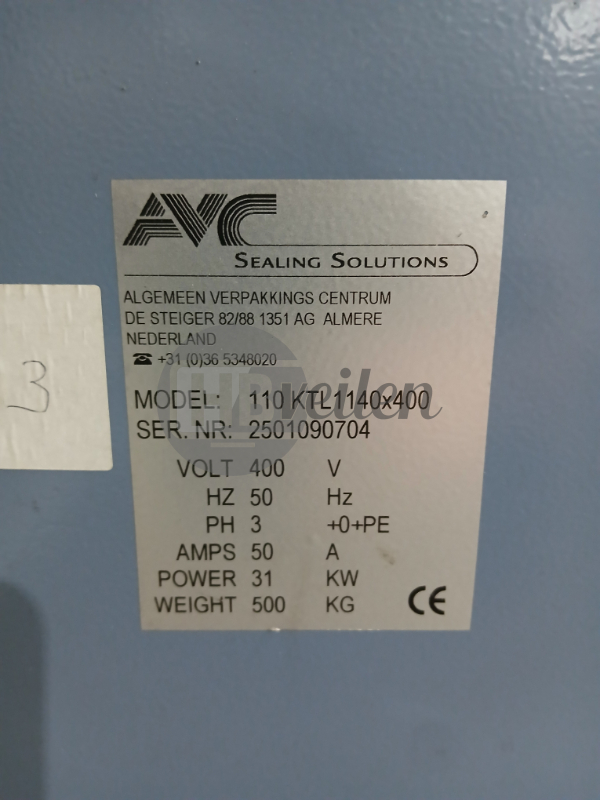 AVC
SEALING SOLUTIONS
ALGEMEEN VERPAKKINGS CENTRUM
DE STEIGER 82/88 1351 AG ALMERE
NEDERLAND
☎ +31 (0)36 5348020
MODEL: 110 KTL1140x400
SER. NR: 2501090704
VOLT 400 V
HZ 50 Hz
PH 3 +0+PE
AMPS 50 A
POWER 31 KW
WEIGHT 500 KG CE
3
veilen